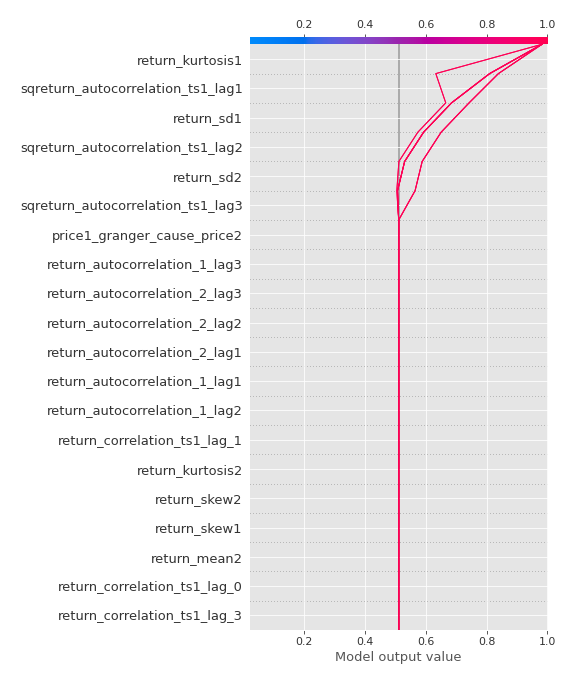 0.2 0.4 0.6 0.8 1.0
return_kurtosis1
sqreturn_autocorrelation_ts1_lag1
return_sd1
sqreturn_autocorrelation_ts1_lag2
return_sd2
sqreturn_autocorrelation_ts1_lag3
price1_granger_cause_price2
return_autocorrelation_1_lag3
return_autocorrelation_2_lag3
return_autocorrelation_2_lag2
return_autocorrelation_2_lag1
return_autocorrelation_1_lag1
return_autocorrelation_1_lag2
return_correlation_ts1_lag_1
return_kurtosis2
return_skew2
return_skew1
return_mean2
return_correlation_ts1_lag_0
return_correlation_ts1_lag_3
0.2 0.4 0.6 0.8 1.0
Model output value